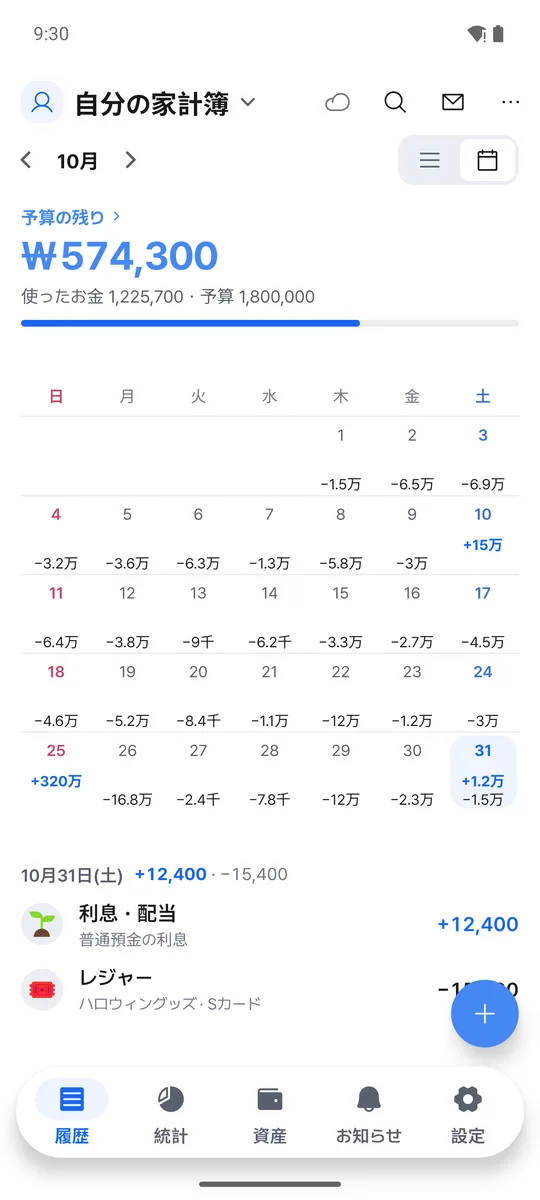 9:30
自分の家計簿
10月
予算の残り
₩574,300
使ったお金 1,225,700 · 予算 1,800,000
日 月 火 水 木 金 土
1 2 3
−1.5万 −6.5万 −6.9万
4 5 6 7 8 9 10
+15万
−3.2万 −3.6万 −6.3万 −1.3万 −5.8万 −3万
11 12 13 14 15 16 17
−6.4万 −3.8万 −9千 −6.2千 −3.3万 −2.7万 −4.5万
18 19 20 21 22 23 24
−4.6万 −5.2万 −8.4千 −1.1万 −12万 −1.2万 −3万
25 26 27 28 29 30 31
+320万 +1.2万
−16.8万 −2.4千 −7.8千 −12万 −2.3万 −1.5万
10月31日(土) +12,400 · −15,400
利息・配当
+12,400
普通預金の利息
レジャー
ハロウィングッズ · Sカード
履歴 統計 資産 お知らせ 設定